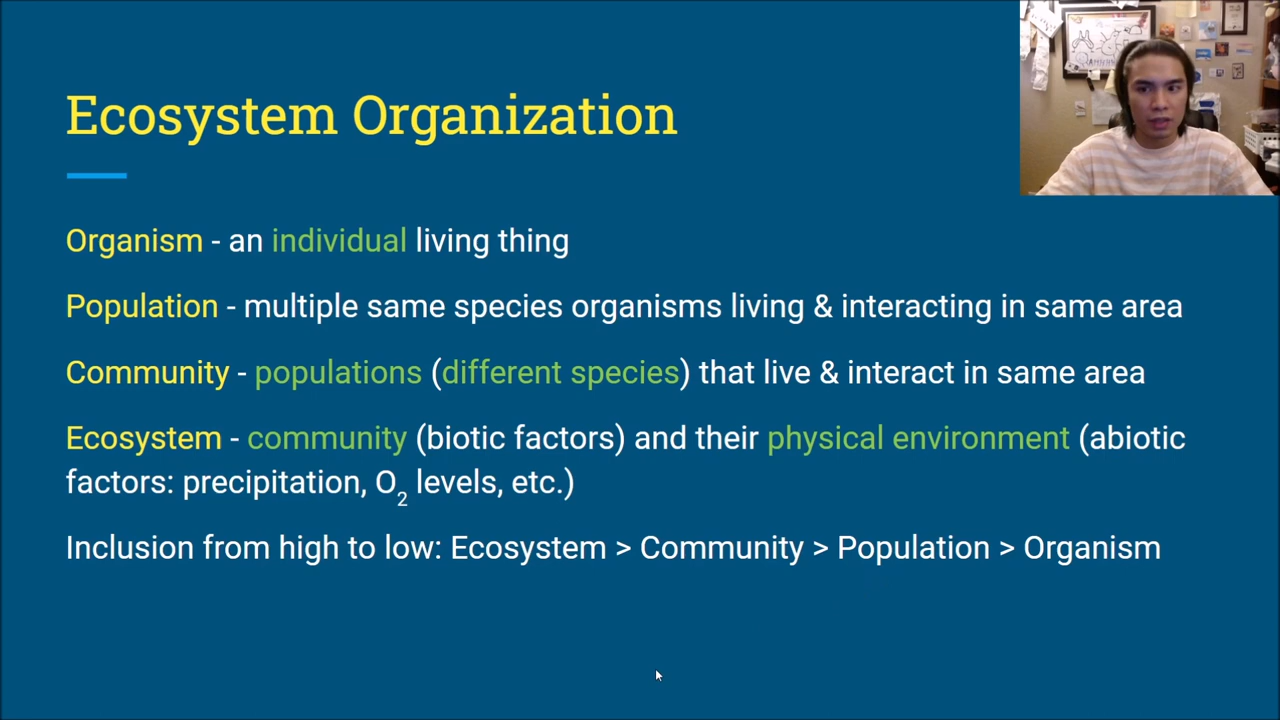 Ecosystem Organization
Organism - an individual living thing
Population - multiple same species organisms living & interacting in same area
Community - populations (different species) that live & interact in same area
Ecosystem - community (biotic factors) and their physical environment (abiotic
factors: precipitation, O₂ levels, etc.)
Inclusion from high to low: Ecosystem > Community > Population > Organism